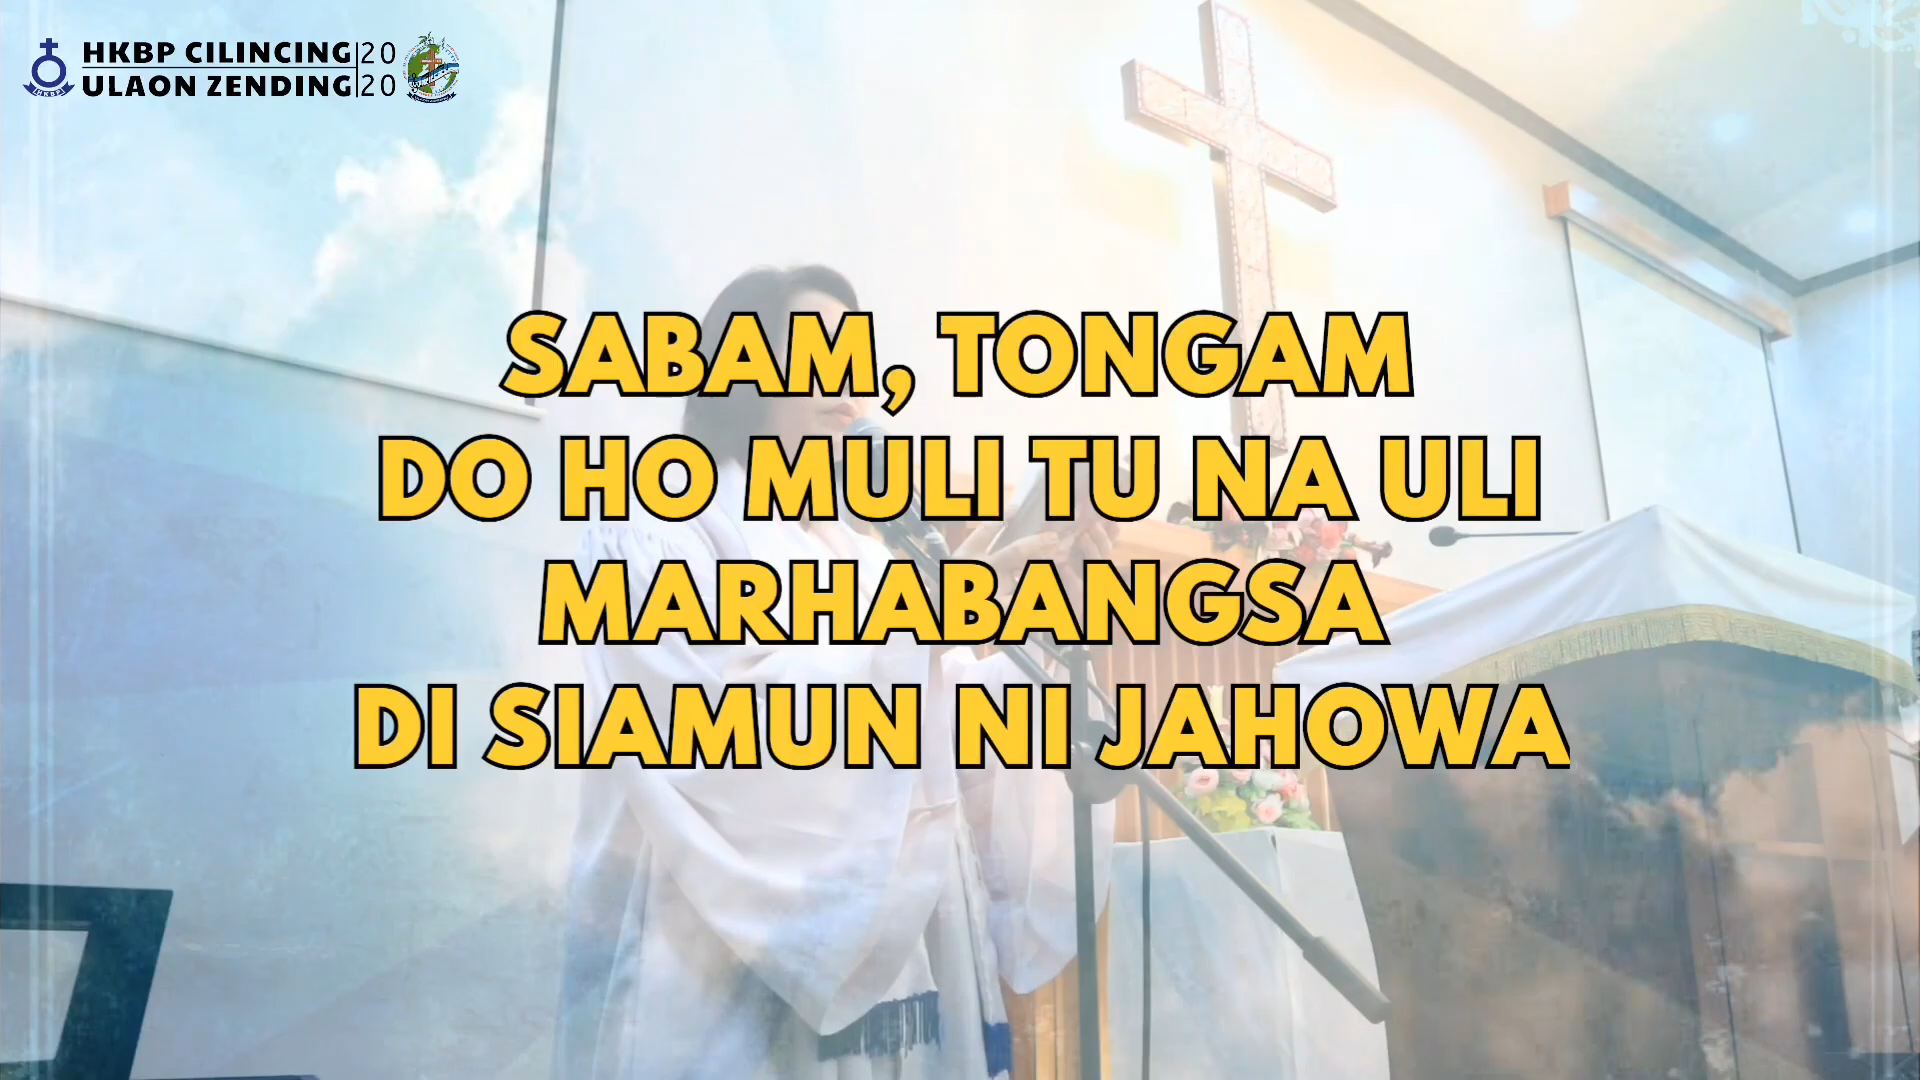 HKBP CILINCING 20
ULAON ZENDING 20
HKBP
SABAM, TONGAM
DO HO MULI TU NA ULI
MARHABANGSA
DI SIAMUN NI JAHOWA